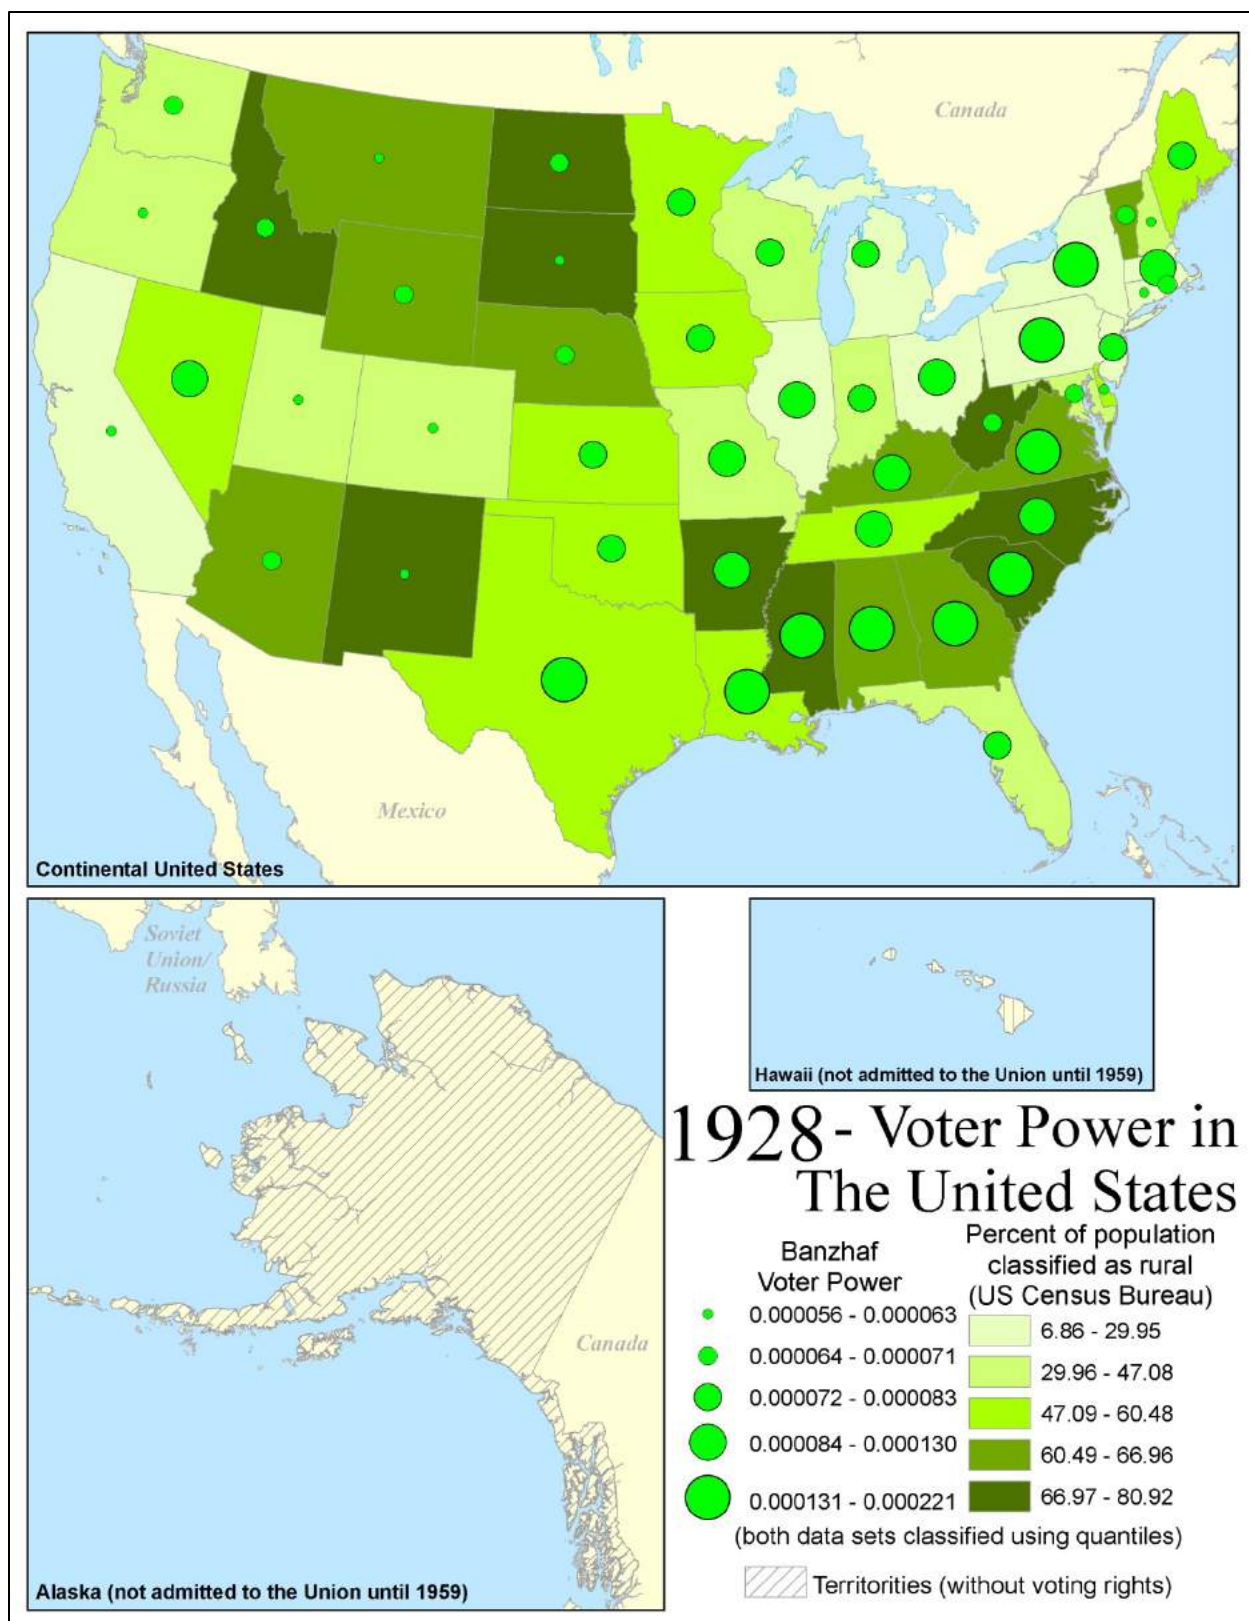 Canada
Mexico
Continental United States
Soviet
Union/
Russia
Canada
Alaska (not admitted to the Union until 1959)
Hawaii (not admitted to the Union until 1959)
1928 - Voter Power in
The United States
Banzhaf
Voter Power
0.000056 - 0.000063
0.000064 - 0.000071
0.000072 - 0.000083
0.000084 - 0.000130
0.000131 - 0.000221
Percent of population
classified as rural
(US Census Bureau)
6.86 - 29.95
29.96 - 47.08
47.09 - 60.48
60.49 - 66.96
66.97 - 80.92
(both data sets classified using quantiles)
Territorities (without voting rights)